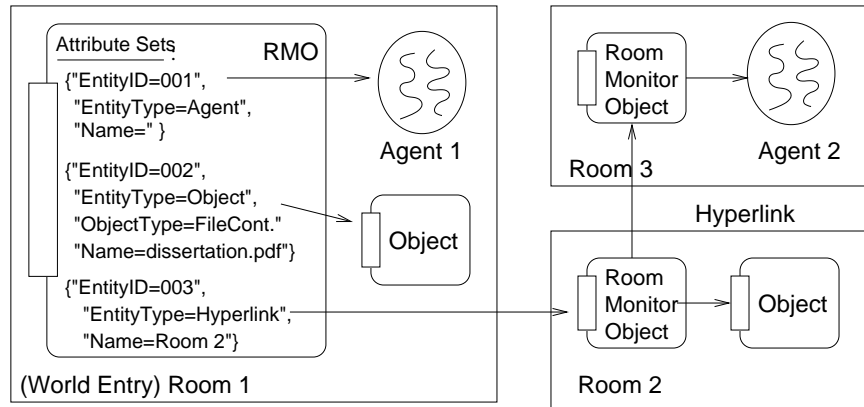 Attribute Sets :
RMO
{"EntityID=001",
"EntityType=Agent",
"Name=" }
Agent 1
{"EntityID=002",
"EntityType=Object",
"ObjectType=FileCont."
"Name=dissertation.pdf"}
Object
{"EntityID=003",
"EntityType=Hyperlink",
"Name=Room 2"}
(World Entry) Room 1
Room
Monitor
Object
Agent 2
Room 3
Hyperlink
Room
Monitor
Object
Object
Room 2